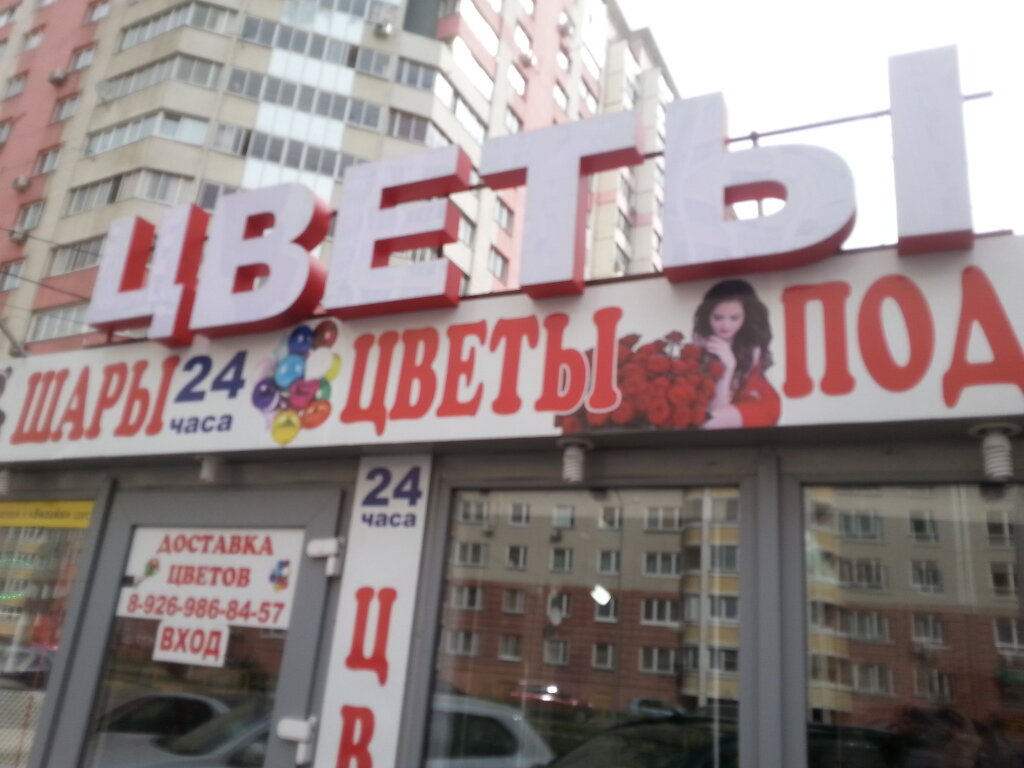 ЦВЕТЫ
ШАРЫ 24 часа ЦВЕТЫ ПОД
24
часа
Ц
В
ДОСТАВКА
ЦВЕТОВ
8-926-986-84-57
ВХОД